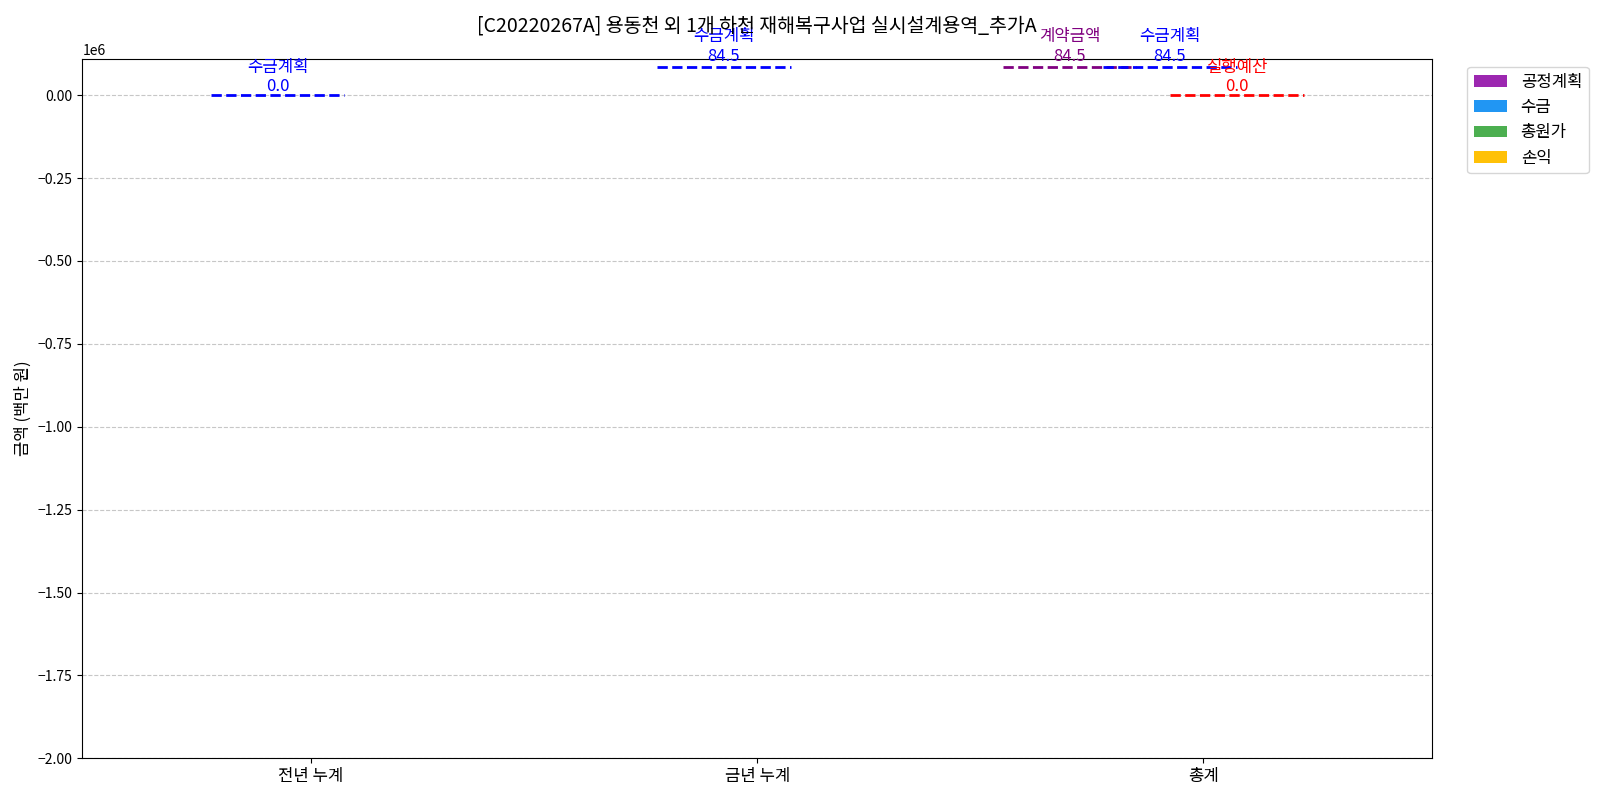 [C20220267A] 용동천 외 1개 하천 재해복구사업 실시설계용역_추가A
1e6
수금계획
0.0
수금계획
84.5
계약금액
84.5
수금계획
84.5
실행예산
0.0
공정계획
수금
총원가
손익
0.00
−0.25
−0.50
−0.75
−1.00
−1.25
−1.50
−1.75
−2.00
금액 (백만 원)
전년 누계
금년 누계
총계